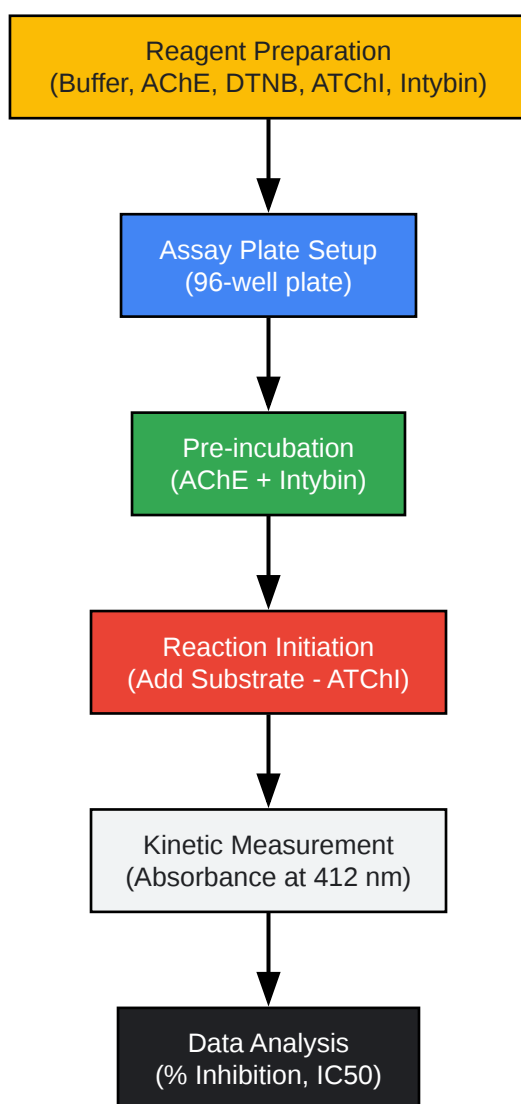 Reagent Preparation
(Buffer, AChE, DTNB, ATChI, Intybin)
Assay Plate Setup
(96-well plate)
Pre-incubation
(AChE + Intybin)
Reaction Initiation
(Add Substrate - ATChI)
Kinetic Measurement
(Absorbance at 412 nm)
Data Analysis
(% Inhibition, IC50)